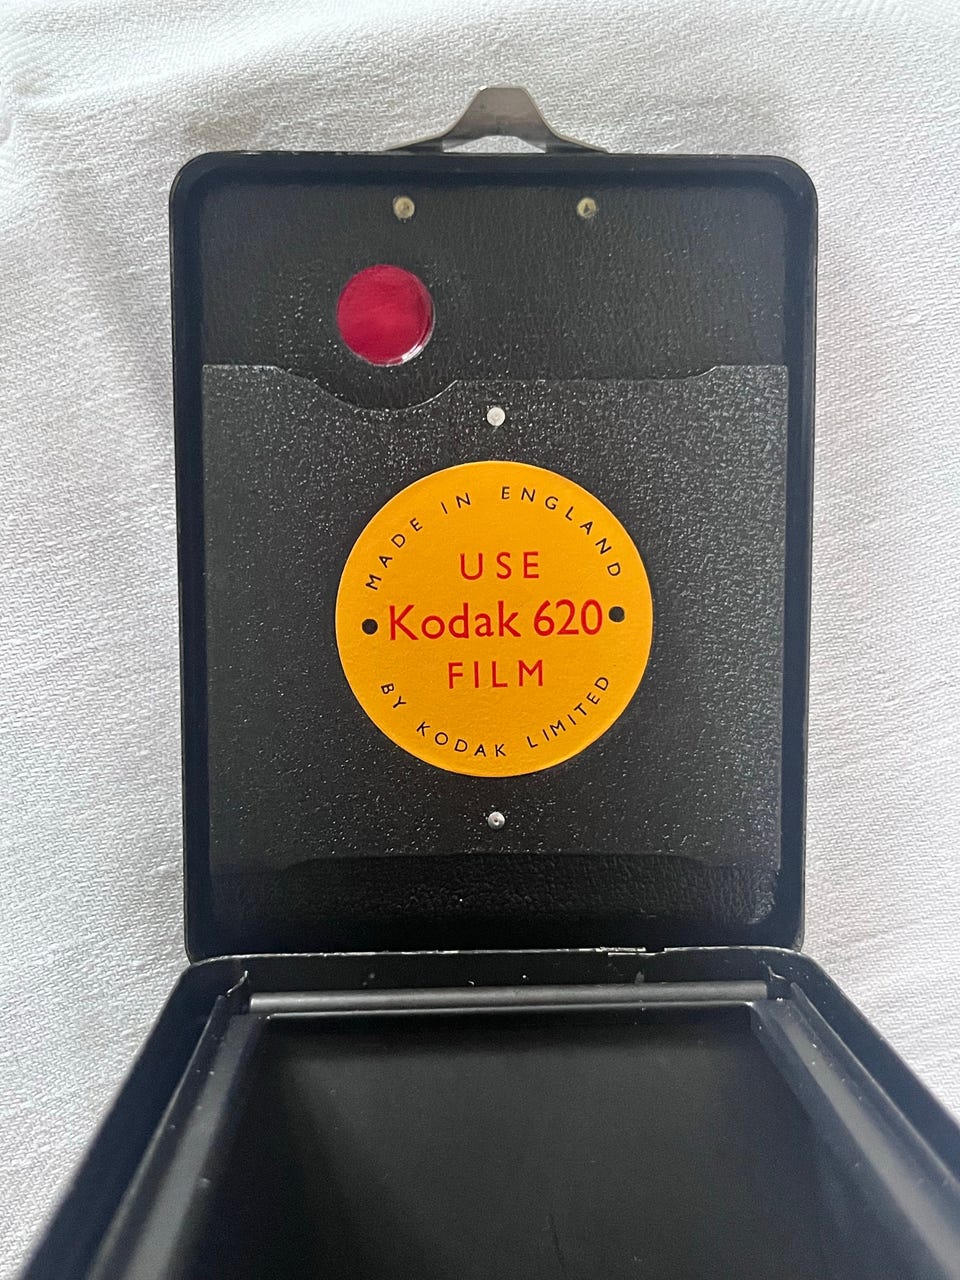 MADE IN ENGLAND
USE
Kodak 620
FILM
BY KODAK LIMITED